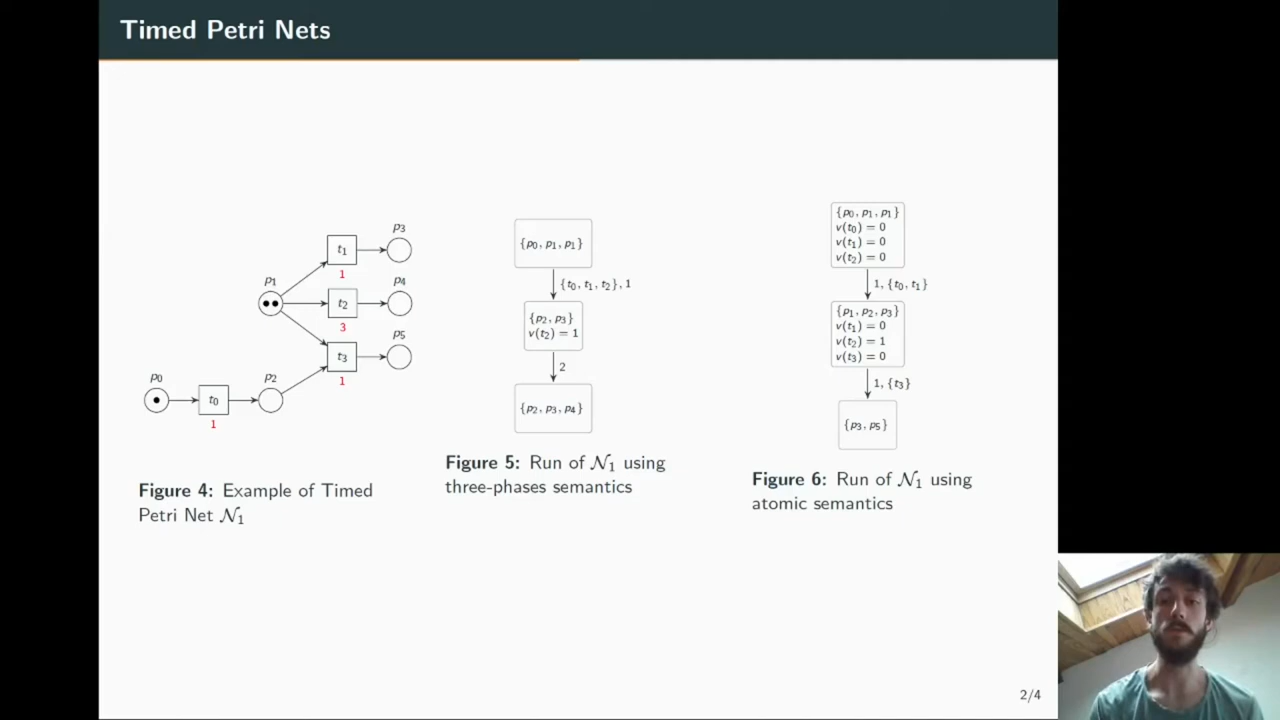 Timed Petri Nets
p3
t1
1
p1
p4
t2
3
p5
t3
1
p0
p2
t0
1
Figure 4: Example of Timed
Petri Net 𝒩1
{p0, p1, p1}
{t0, t1, t2}, 1
{p2, p3}
v(t2) = 1
2
{p2, p3, p4}
Figure 5: Run of 𝒩1 using
three-phases semantics
{p0, p1, p1}
v(t0) = 0
v(t1) = 0
v(t2) = 0
1, {t0, t1}
{p1, p2, p3}
v(t1) = 0
v(t2) = 1
v(t3) = 0
1, {t3}
{p3, p5}
Figure 6: Run of 𝒩1 using
atomic semantics
2/4